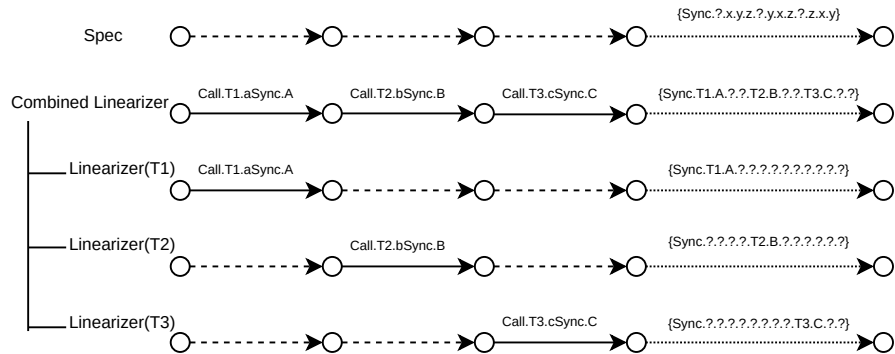 {Sync.?.x.y.z.?.y.x.z.?.z.x.y}
Spec
Combined Linearizer
Call.T1.aSync.A
Call.T2.bSync.B
Call.T3.cSync.C
{Sync.T1.A.?.?.T2.B.?.?.T3.C.?.?}
Linearizer(T1)
Call.T1.aSync.A
{Sync.T1.A.?.?.?.?.?.?.?.?.?.?}
Linearizer(T2)
Call.T2.bSync.B
{Sync.?.?.?.?.T2.B.?.?.?.?.?.?}
Linearizer(T3)
Call.T3.cSync.C
{Sync.?.?.?.?.?.?.?.?.T3.C.?.?}